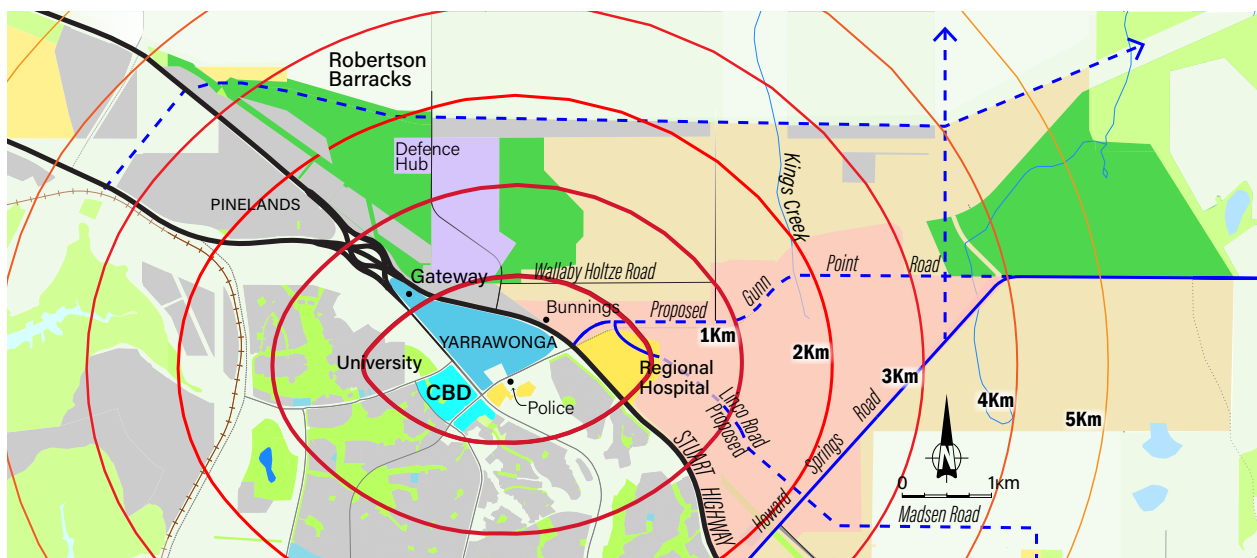 Robertson
Barracks
Defence
Hub
Kings Creek
PINELANDS
Gateway
Wallaby Holtze Road
Gunn
Point
Road
Bunnings
Proposed
YARRAWONGA
1Km
2Km
University
Regional
Hospital
3Km
CBD
Police
4Km
5Km
Linco Road
Proposed
Road
Springs
Howard
STUART HIGHWAY
N
0
1KM
Madsen Road